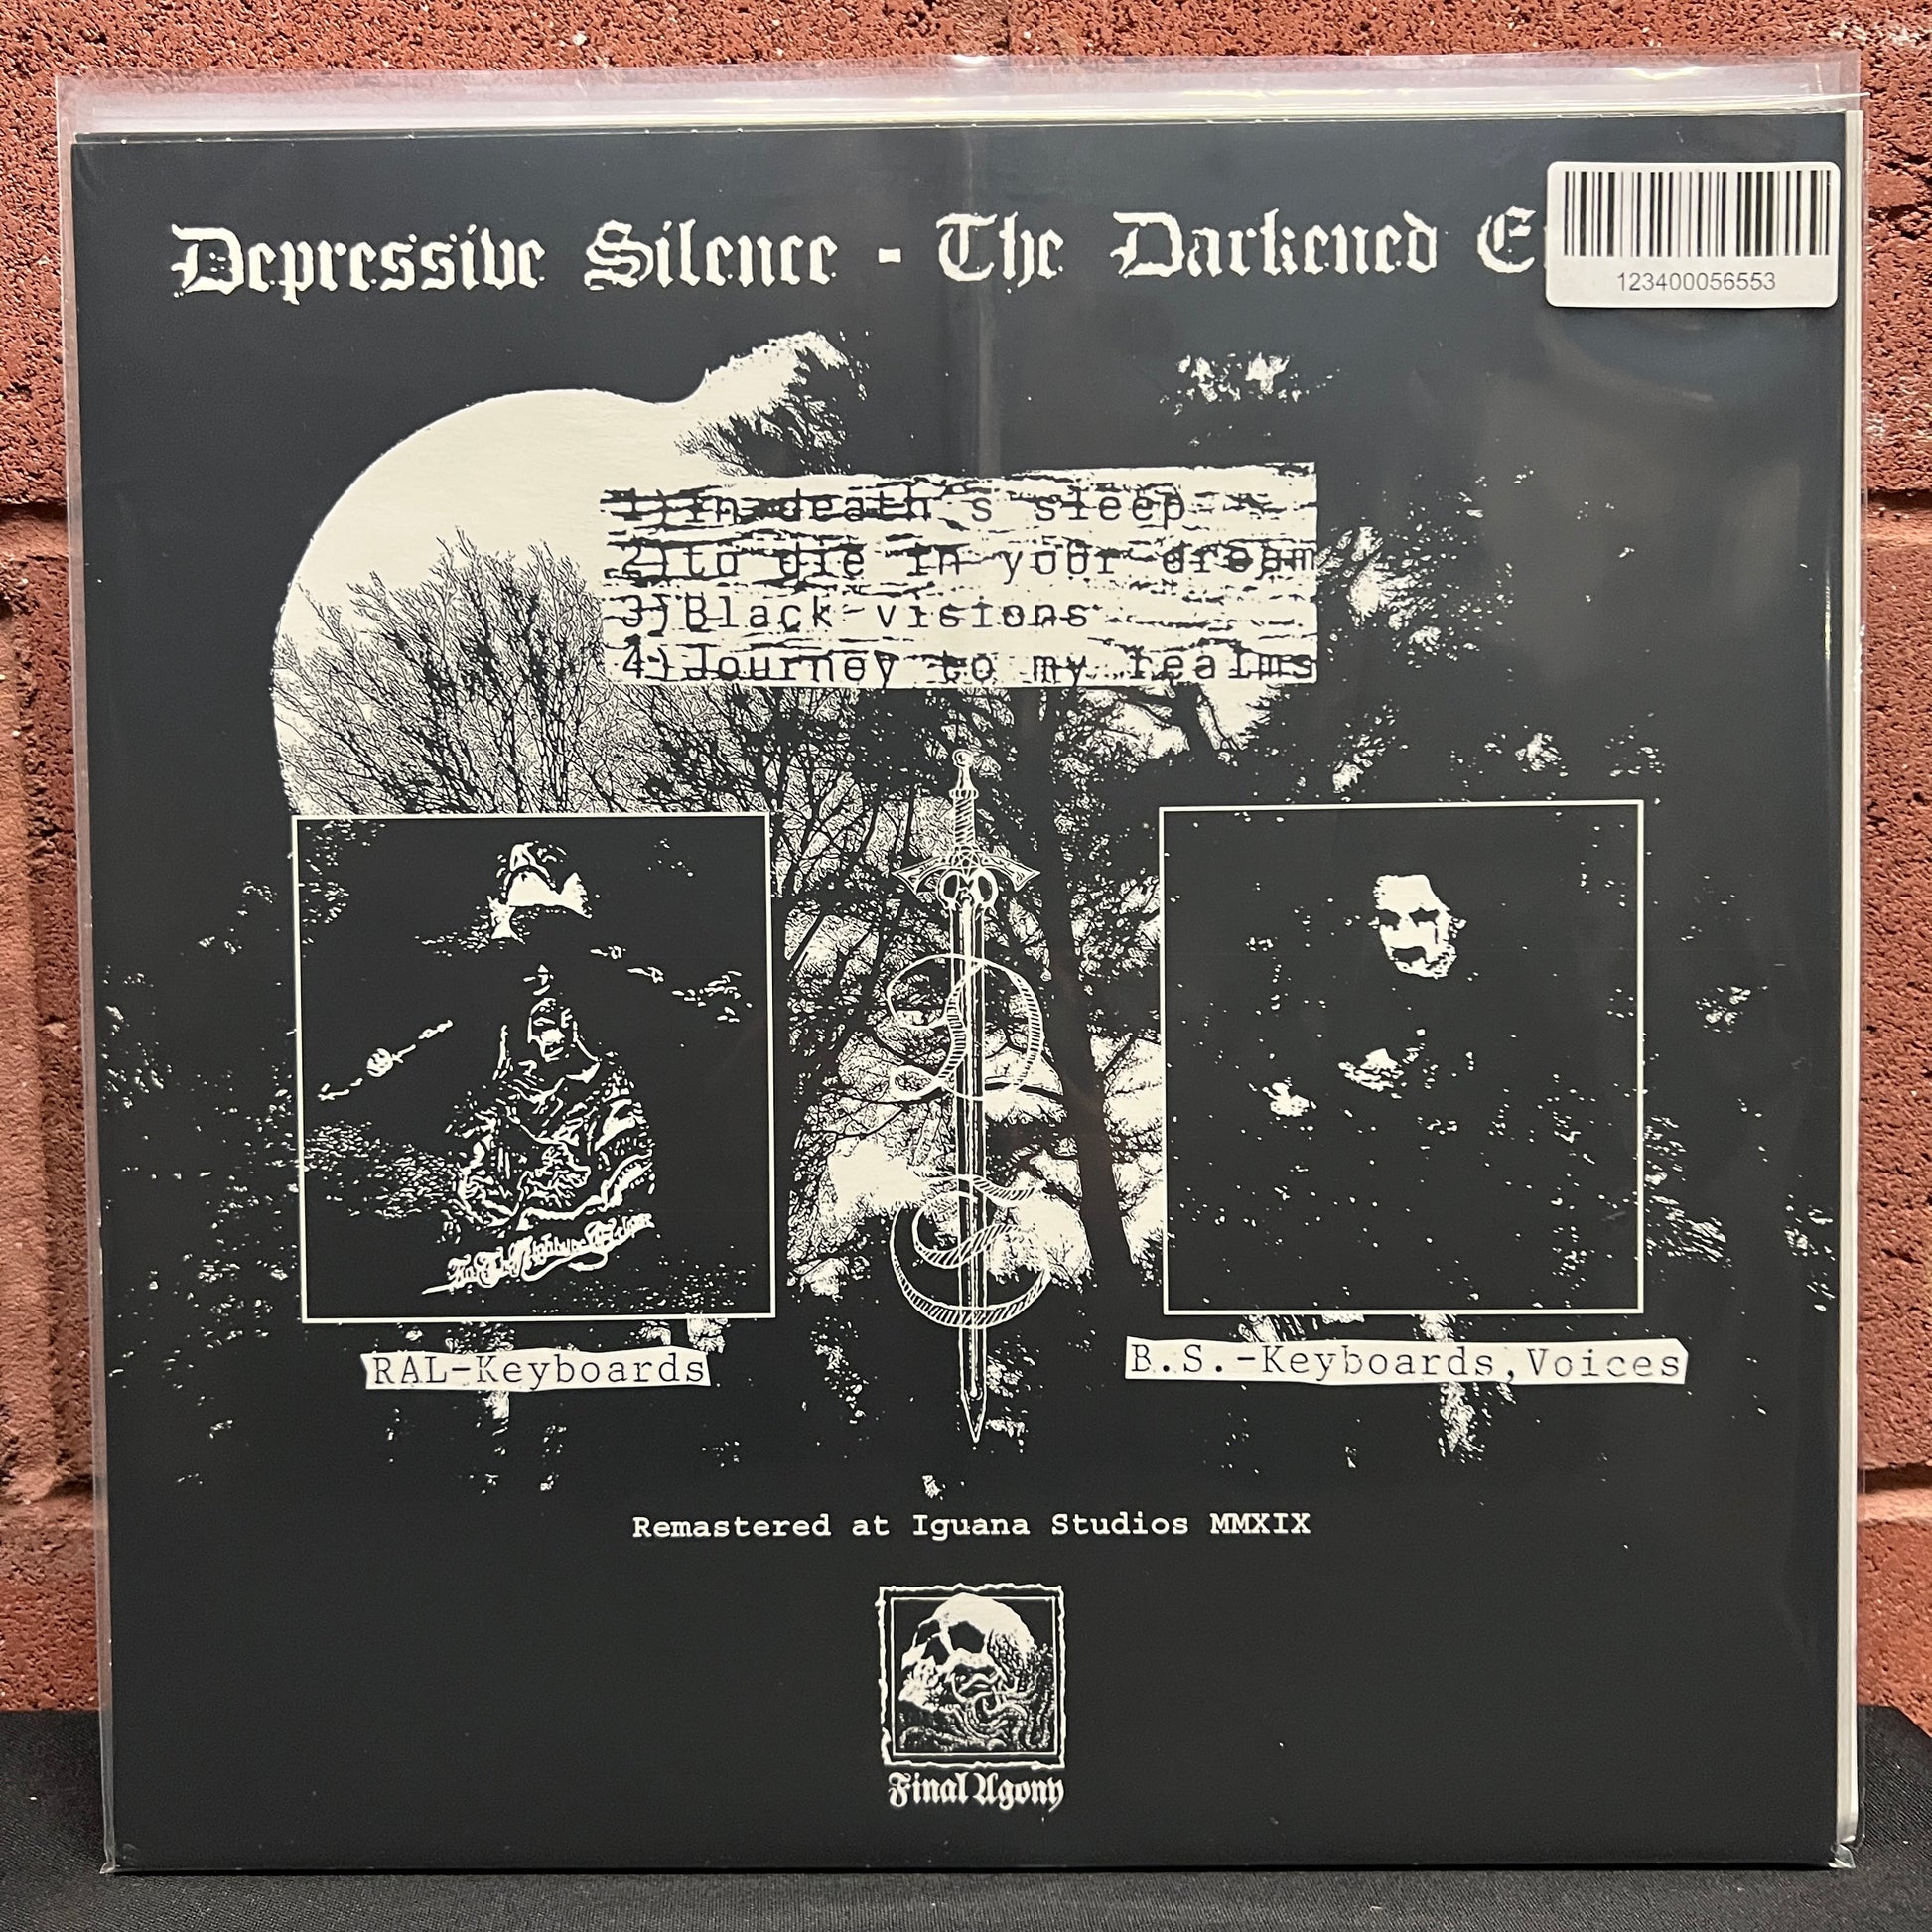 Depressive Silence - The Darkened E
123400056553
1)in death's sleep
2)to die in your dream
3)Black visions
4)Journey to my realms
RAL-Keyboards
B.S.-Keyboards,Voices
Remastered at Iguana Studios MMXIX
Final Agony